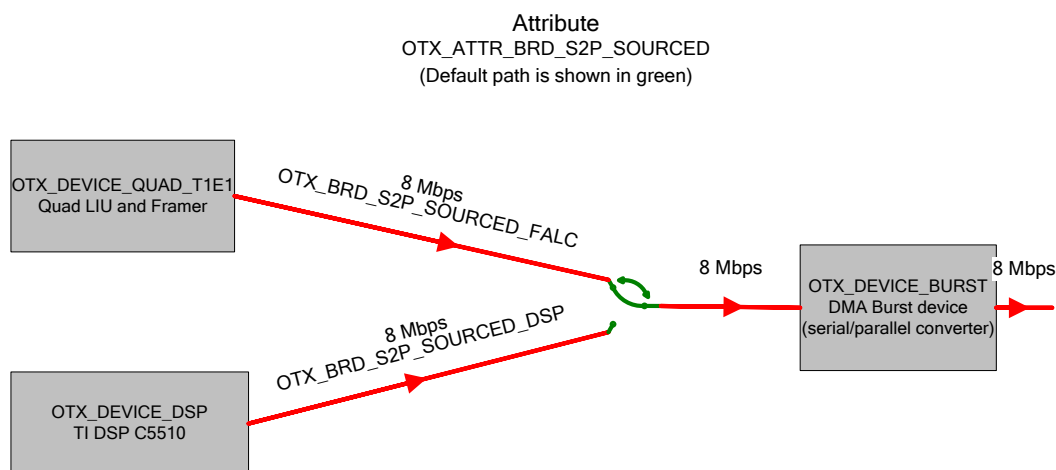 Attribute
OTX_ATTR_BRD_S2P_SOURCED
(Default path is shown in green)
OTX_DEVICE_QUAD_T1E1
Quad LIU and Framer
8 Mbps
OTX_BRD_S2P_SOURCED_FALC
8 Mbps
OTX_DEVICE_BURST
DMA Burst device
(serial/parallel converter)
8 Mbps
8 Mbps
OTX_BRD_S2P_SOURCED_DSP
OTX_DEVICE_DSP
TI DSP C5510